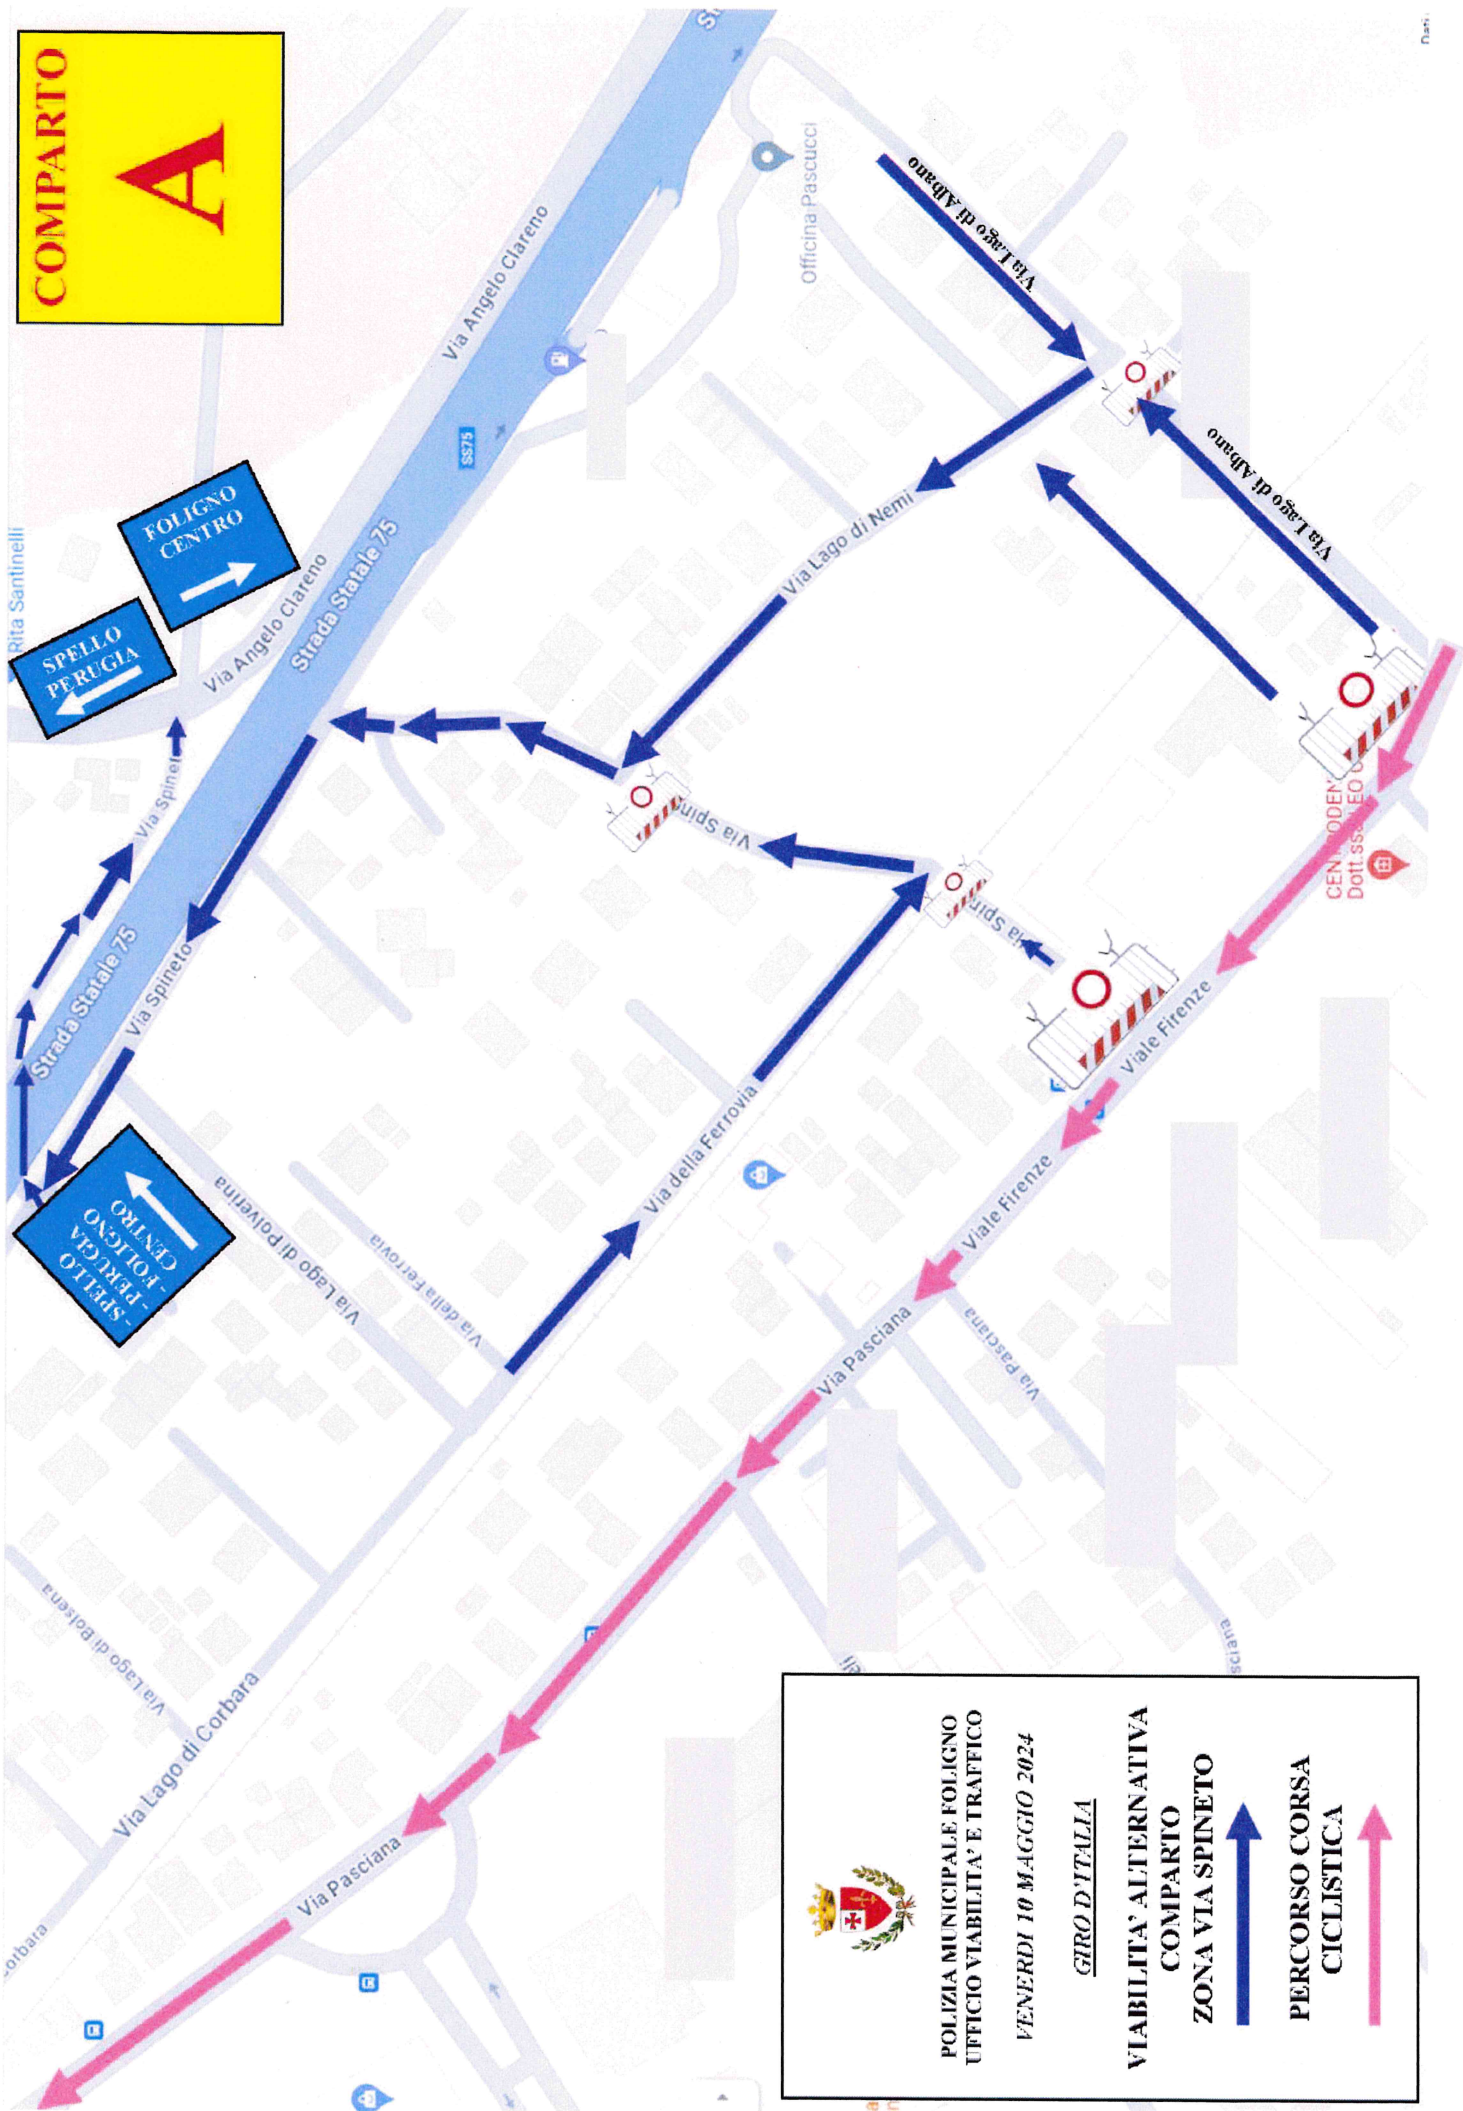 COMPARTO
A
Rita Santinelli
SPELLO
PERUGIA
FOLIGNO
CENTRO
- SPELLO
- PERUGIA
- FOLIGNO
CENTRO
Via Angelo Clareno
Via Angelo Clareno
SS75
Strada Statale 75
Strada Statale 75
Via Spineto
Officina Pascucci
Via Lago di Albano
Via Lago di Albano
Via Lago di Nemi
Via Spineto
Via della Ferrovia
Via della Ferrovia
Via Lago di Polverina
Via Lago di Bolsena
Via Lago di Corbara
Viale Firenze
Viale Firenze
Via Pasciana
Via Pasciana
Via Pasciana
POLIZIA MUNICIPALE FOLIGNO
UFFICIO VIABILITA' E TRAFFICO
VENERDI 10 MAGGIO 2024
GIRO D'ITALIA
VIABILITA' ALTERNATIVA
COMPARTO
ZONA VIA SPINETO
PERCORSO CORSA
CICLISTICA